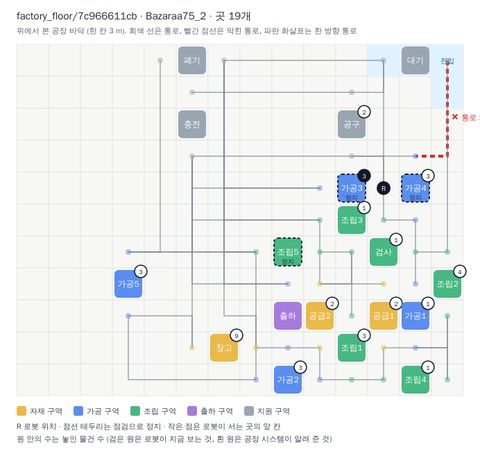 factory_floor/7c966611cb · Bazaraa75_2 · 곳 19개
위에서 본 공장 바닥 (한 칸 3 m). 회색 선은 통로, 빨간 점선은 막힌 통로, 파란 화살표는 한 방향 통로
폐기
대기
진입
충전
공구
2
✕ 통로
가공3
정지
3
R
가공4
정지
3
조립3
1
조립5
정지
검사
1
가공5
3
조립2
4
출하
공급2
2
공급1
2
가공1
1
창고
9
조립1
3
가공2
3
조립4
1
자재 구역
가공 구역
조립 구역
출하 구역
지원 구역
R 로봇 위치 · 점선 테두리는 점검으로 정지 · 작은 점은 로봇이 서는 곳의 앞 칸
원 안의 수는 놓인 물건 수 (검은 원은 로봇이 지금 보는 것, 흰 원은 공장 시스템이 알려 준 것)